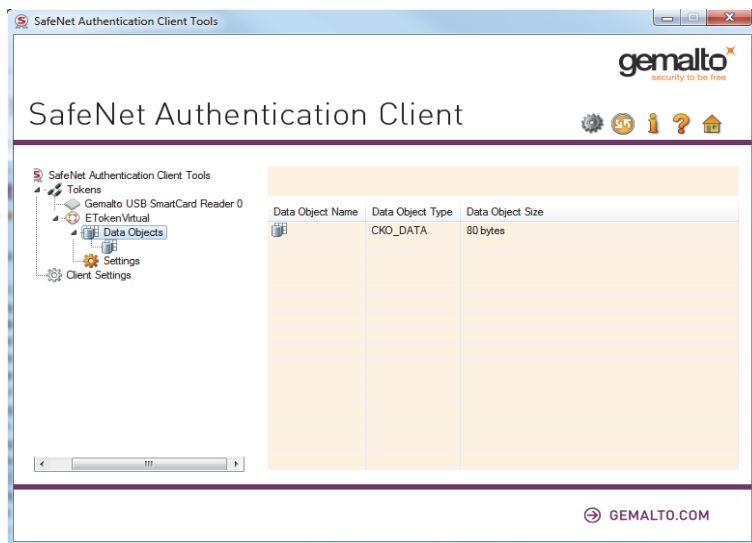 SafeNet Authentication Client Tools
gemalto
security to be free
SafeNet Authentication Client
SafeNet Authentication Client Tools
Tokens
Gemalto USB SmartCard Reader 0
ETokenVirtual
Data Objects
Settings
Client Settings
Data Object Name Data Object Type Data Object Size
CKO_DATA 80 bytes
GEMALTO.COM